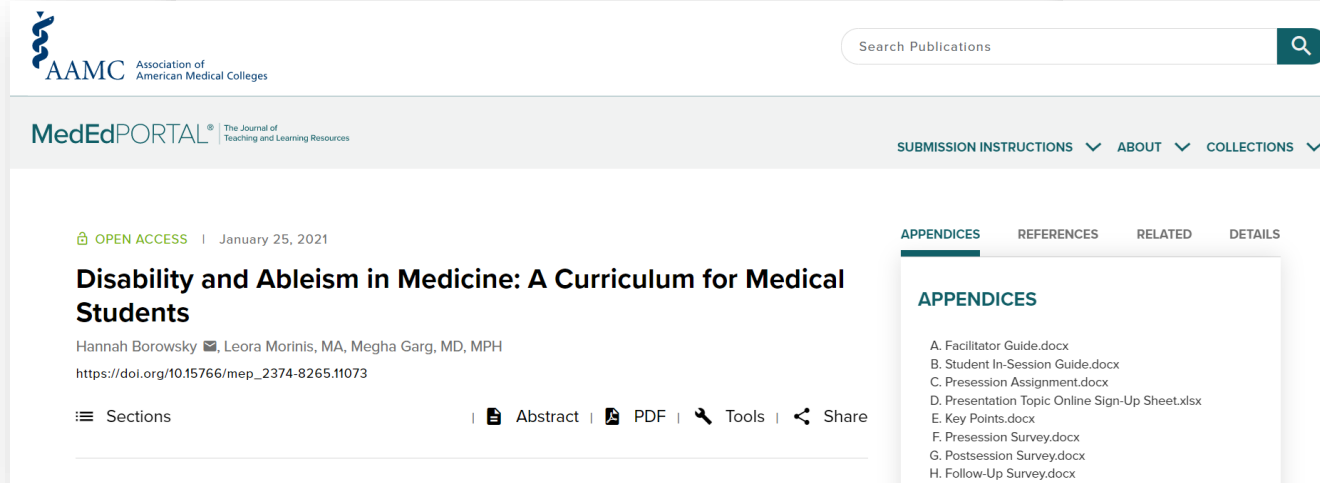 AAMC
Association of
American Medical Colleges
Search Publications
MedEdPORTAL®
The Journal of
Teaching and Learning Resources
SUBMISSION INSTRUCTIONS
ABOUT
COLLECTIONS
OPEN ACCESS | January 25, 2021
Disability and Ableism in Medicine: A Curriculum for Medical
Students
Hannah Borowsky, Leora Morinis, MA, Megha Garg, MD, MPH
https://doi.org/10.15766/mep_2374-8265.11073
Sections | Abstract | PDF | Tools | Share
APPENDICES REFERENCES RELATED DETAILS
APPENDICES
A. Facilitator Guide.docx
B. Student In-Session Guide.docx
C. Presession Assignment.docx
D. Presentation Topic Online Sign-Up Sheet.xlsx
E. Key Points.docx
F. Presession Survey.docx
G. Postsession Survey.docx
H. Follow-Up Survey.docx